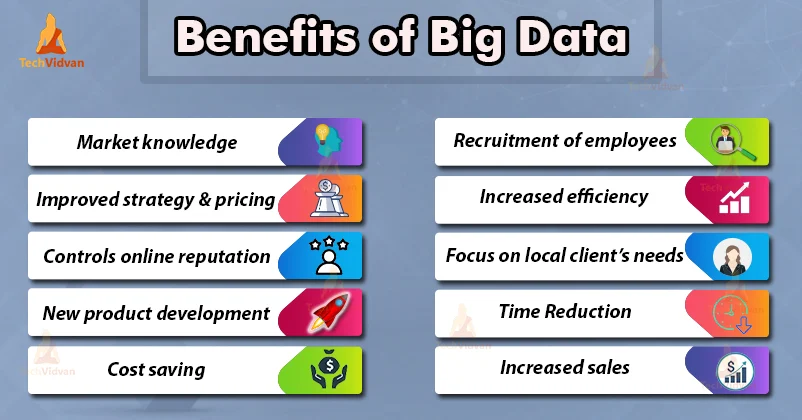 Benefits of Big Data
TechVidvan
Market knowledge
Improved strategy & pricing
Controls online reputation
New product development
Cost saving
Recruitment of employees
Increased efficiency
Focus on local client's needs
Time Reduction
Increased sales
TechVidvan